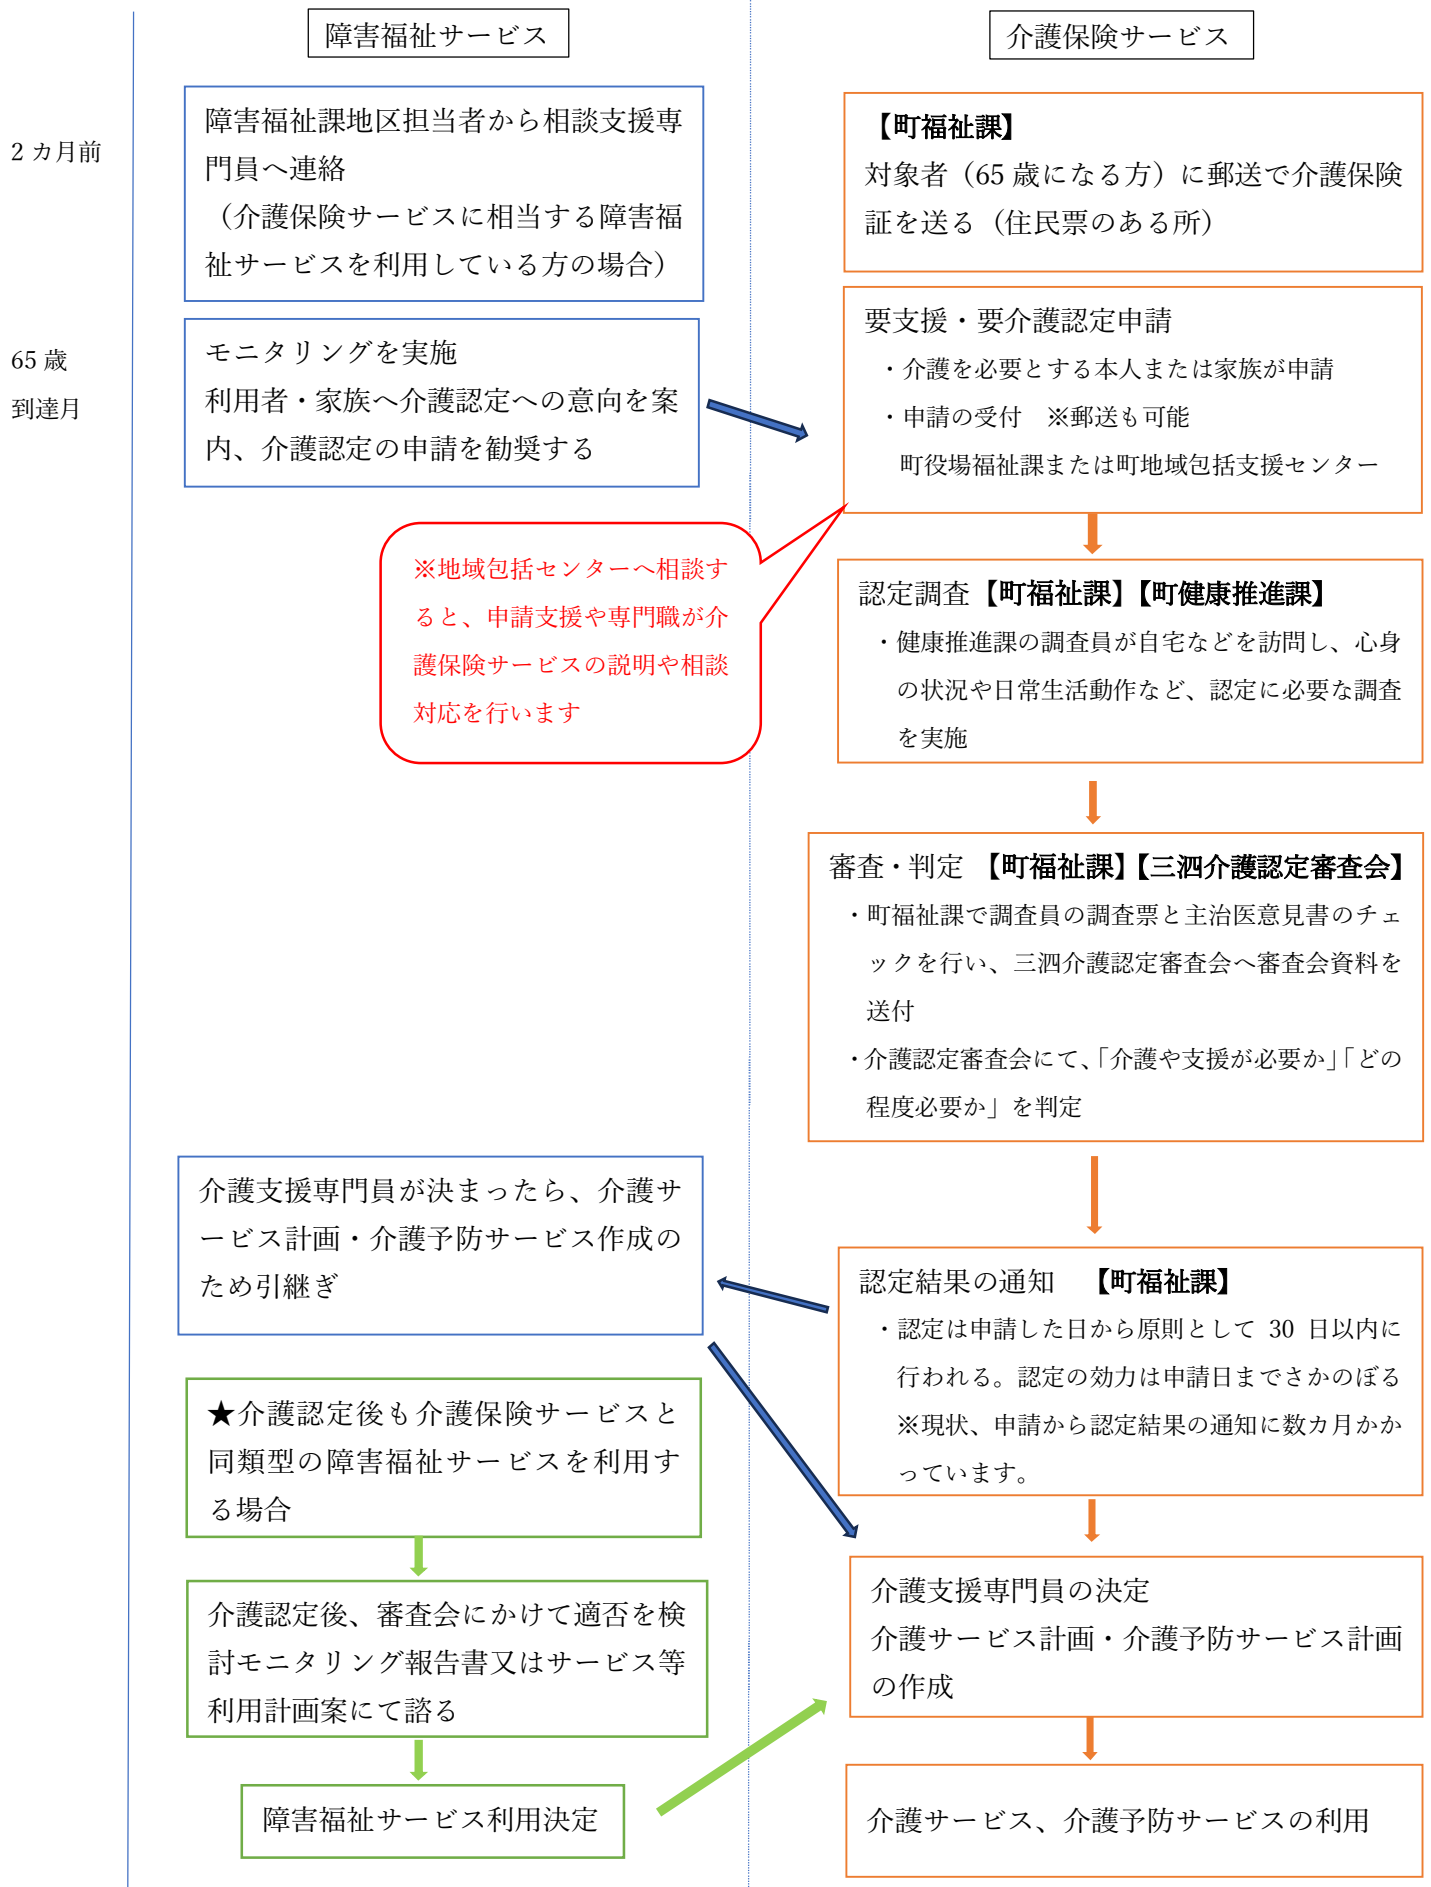 障害福祉サービス
介護保険サービス
2 カ月前
障害福祉課地区担当者から相談支援専
門員へ連絡
（介護保険サービスに相当する障害福
祉サービスを利用している方の場合）
【町福祉課】
対象者（65 歳になる方）に郵送で介護保険
証を送る（住民票のある所）
65 歳
到達月
モニタリングを実施
利用者・家族へ介護認定への意向を案
内、介護認定の申請を勧奨する
要支援・要介護認定申請
・介護を必要とする本人または家族が申請
・申請の受付　※郵送も可能
町役場福祉課または町地域包括支援センター
※地域包括センターへ相談す
ると、申請支援や専門職が介
護保険サービスの説明や相談
対応を行います
認定調査【町福祉課】【町健康推進課】
・健康推進課の調査員が自宅などを訪問し、心身
の状況や日常生活動作など、認定に必要な調査
を実施
審査・判定 【町福祉課】【三泗介護認定審査会】
・町福祉課で調査員の調査票と主治医意見書のチェ
ックを行い、三泗介護認定審査会へ審査会資料を
送付
・介護認定審査会にて、「介護や支援が必要か」「どの
程度必要か」を判定
介護支援専門員が決まったら、介護サ
ービス計画・介護予防サービス作成の
ため引継ぎ
認定結果の通知　【町福祉課】
・認定は申請した日から原則として 30 日以内に
行われる。認定の効力は申請日までさかのぼる
※現状、申請から認定結果の通知に数カ月かか
っています。
★介護認定後も介護保険サービスと
同類型の障害福祉サービスを利用す
る場合
介護認定後、審査会にかけて適否を検
討モニタリング報告書又はサービス等
利用計画案にて諮る
障害福祉サービス利用決定
介護支援専門員の決定
介護サービス計画・介護予防サービス計画
の作成
介護サービス、介護予防サービスの利用